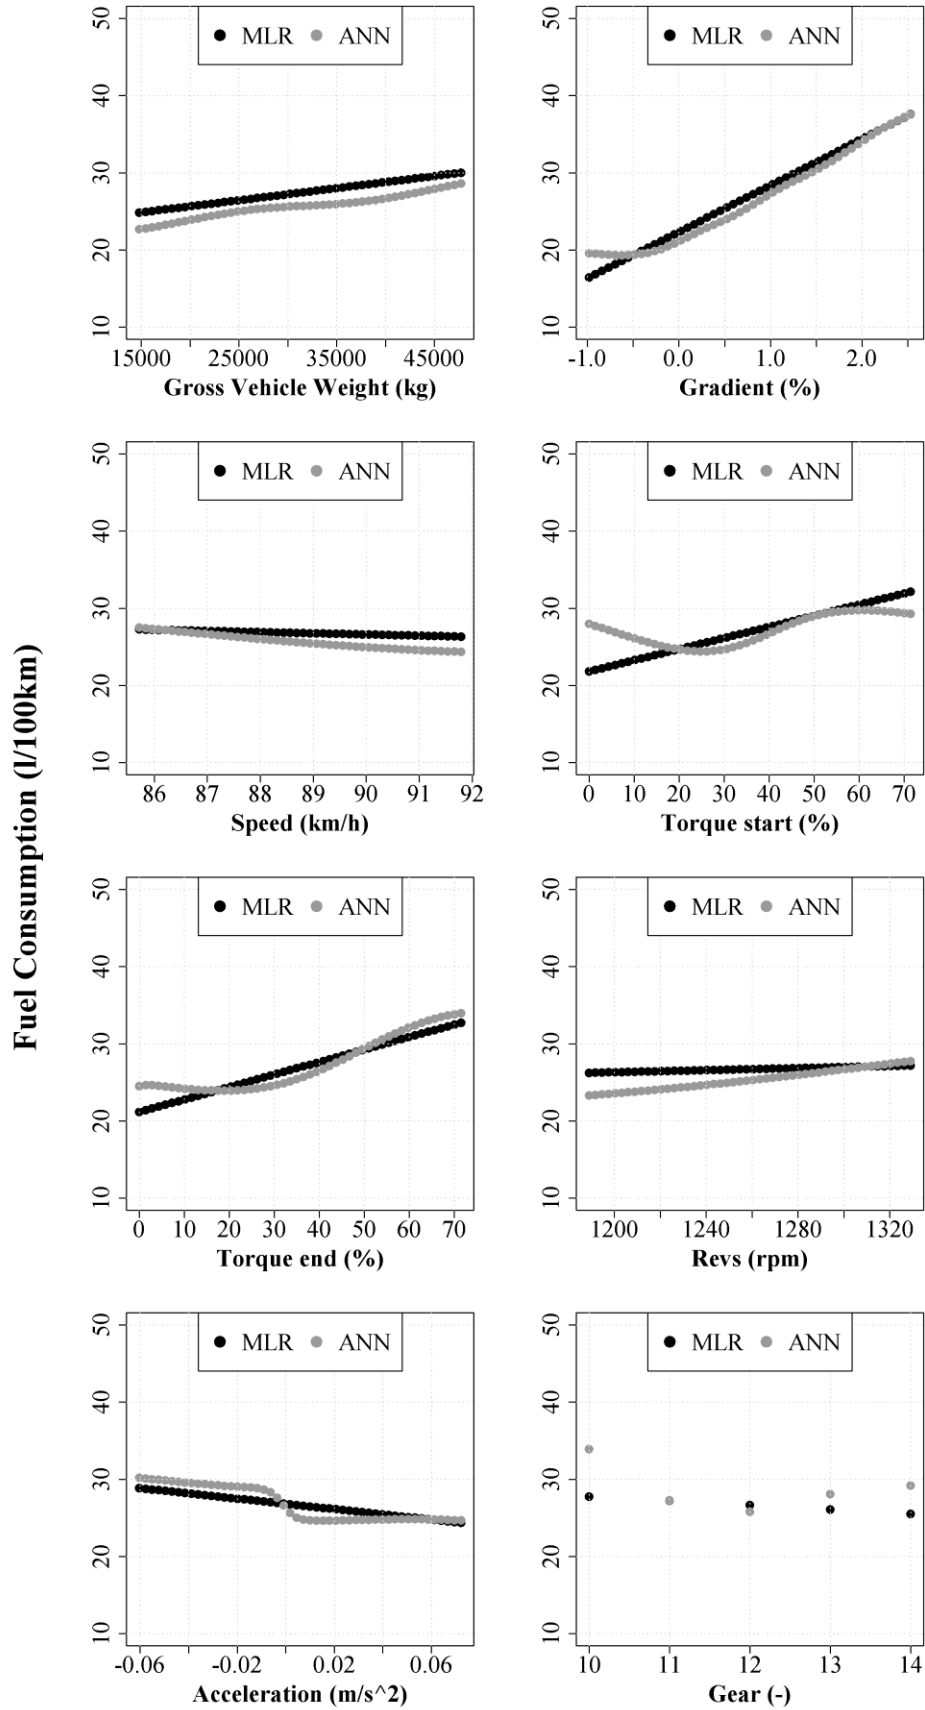 Fuel Consumption (l/100km)
MLR ANN
10 20 30 40 50
15000 25000 35000 45000
Gross Vehicle Weight (kg)
MLR ANN
10 20 30 40 50
-1.0 0.0 1.0 2.0
Gradient (%)
MLR ANN
10 20 30 40 50
86 87 88 89 90 91 92
Speed (km/h)
MLR ANN
10 20 30 40 50
0 10 20 30 40 50 60 70
Torque start (%)
MLR ANN
10 20 30 40 50
0 10 20 30 40 50 60 70
Torque end (%)
MLR ANN
10 20 30 40 50
1200 1240 1280 1320
Revs (rpm)
MLR ANN
10 20 30 40 50
-0.06 -0.02 0.02 0.06
Acceleration (m/s^2)
MLR ANN
10 20 30 40 50
10 11 12 13 14
Gear (-)